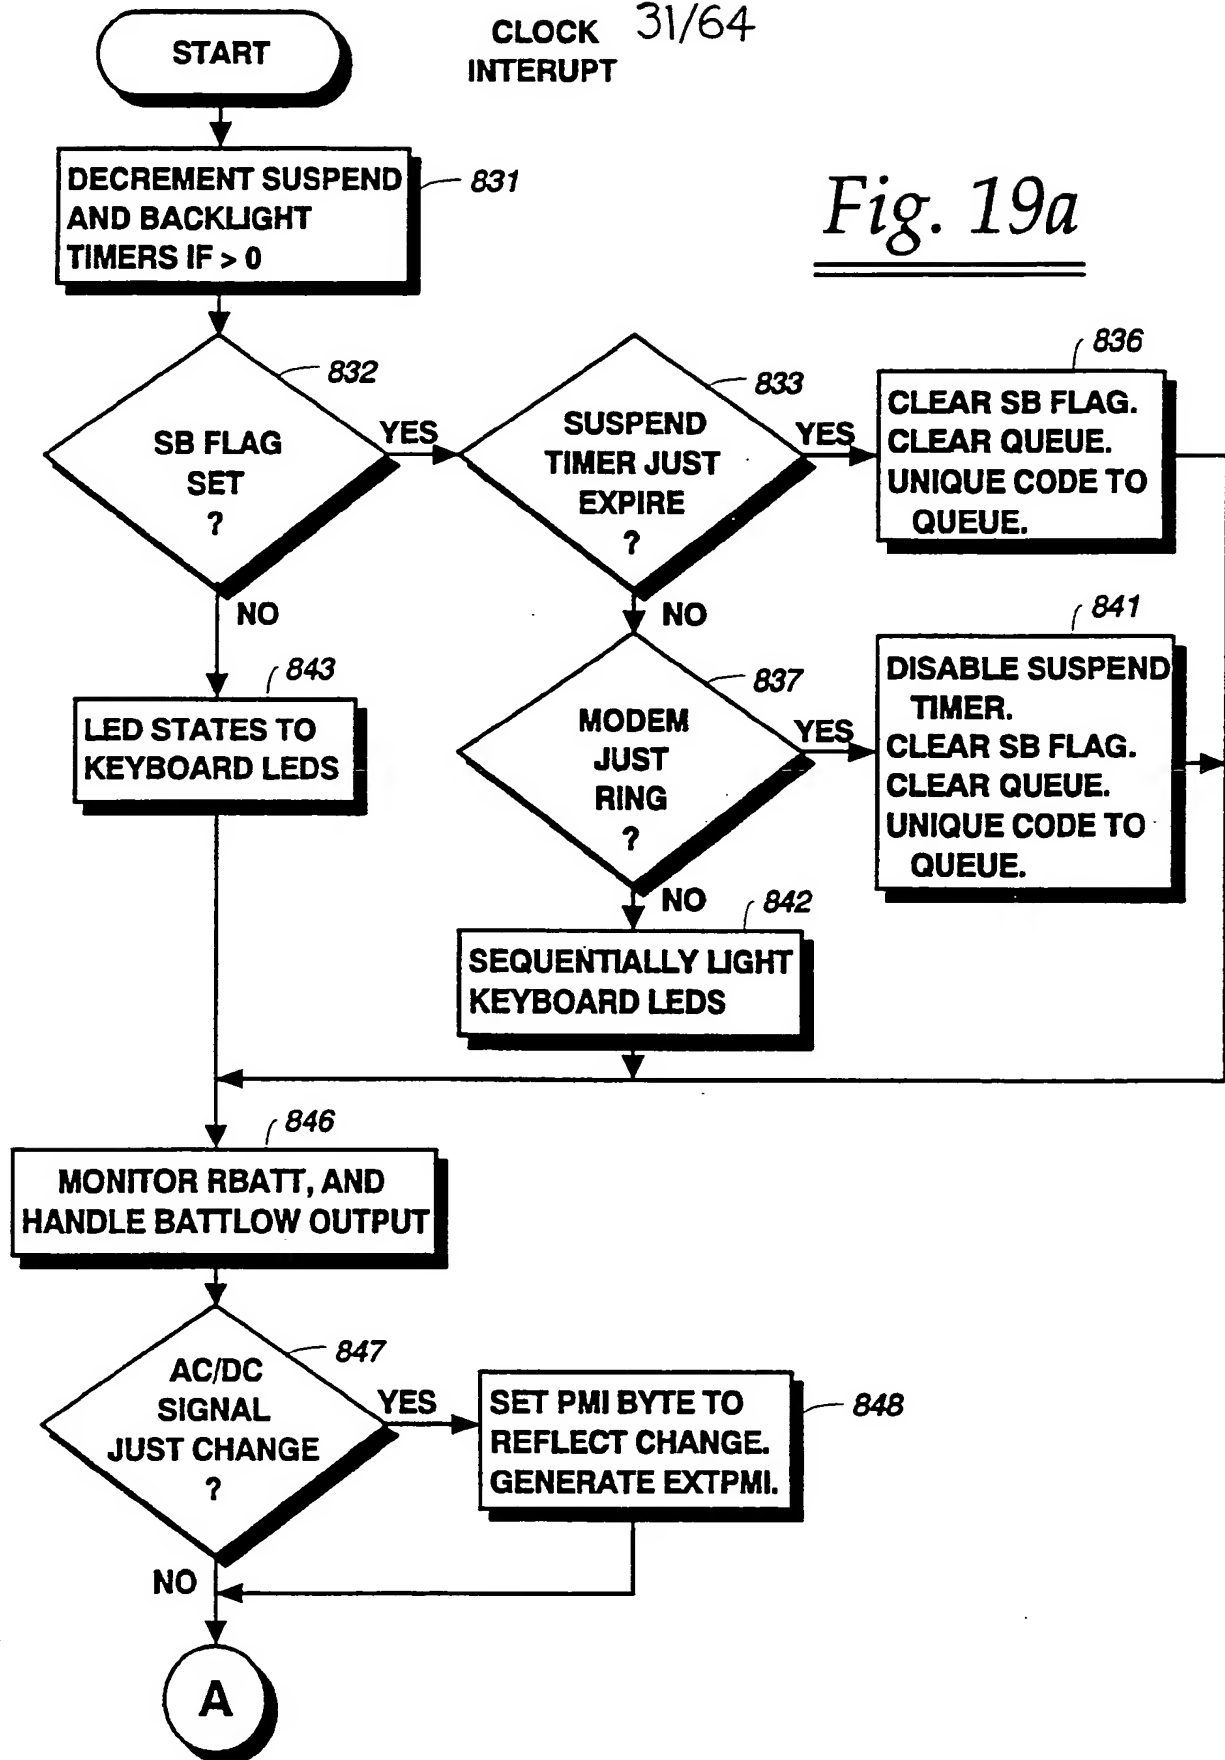 START
CLOCK 31/64
INTERUPT
DECREMENT SUSPEND
AND BACKLIGHT
TIMERS IF > 0
831
Fig. 19a
832
SB FLAG
SET
?
YES
NO
833
SUSPEND
TIMER JUST
EXPIRE
?
YES
NO
836
CLEAR SB FLAG.
CLEAR QUEUE.
UNIQUE CODE TO
QUEUE.
843
LED STATES TO
KEYBOARD LEDS
837
MODEM
JUST
RING
?
YES
NO
841
DISABLE SUSPEND
TIMER.
CLEAR SB FLAG.
CLEAR QUEUE.
UNIQUE CODE TO
QUEUE.
842
SEQUENTIALLY LIGHT
KEYBOARD LEDS
846
MONITOR RBATT, AND
HANDLE BATTLOW OUTPUT
847
AC/DC
SIGNAL
JUST CHANGE
?
YES
NO
848
SET PMI BYTE TO
REFLECT CHANGE.
GENERATE EXTPMI.
A